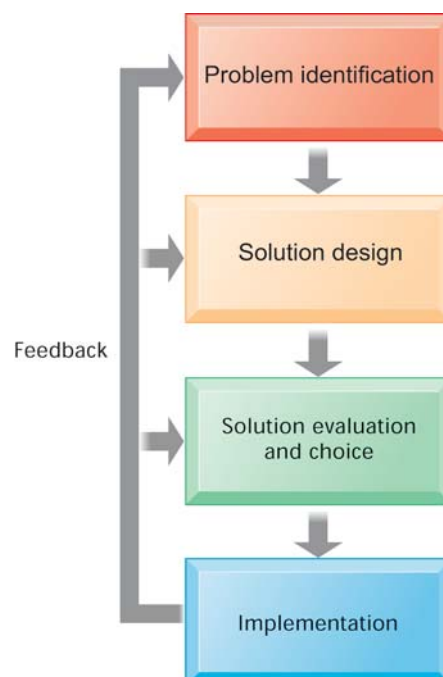 Problem identification
Solution design
Feedback
Solution evaluation
and choice
Implementation